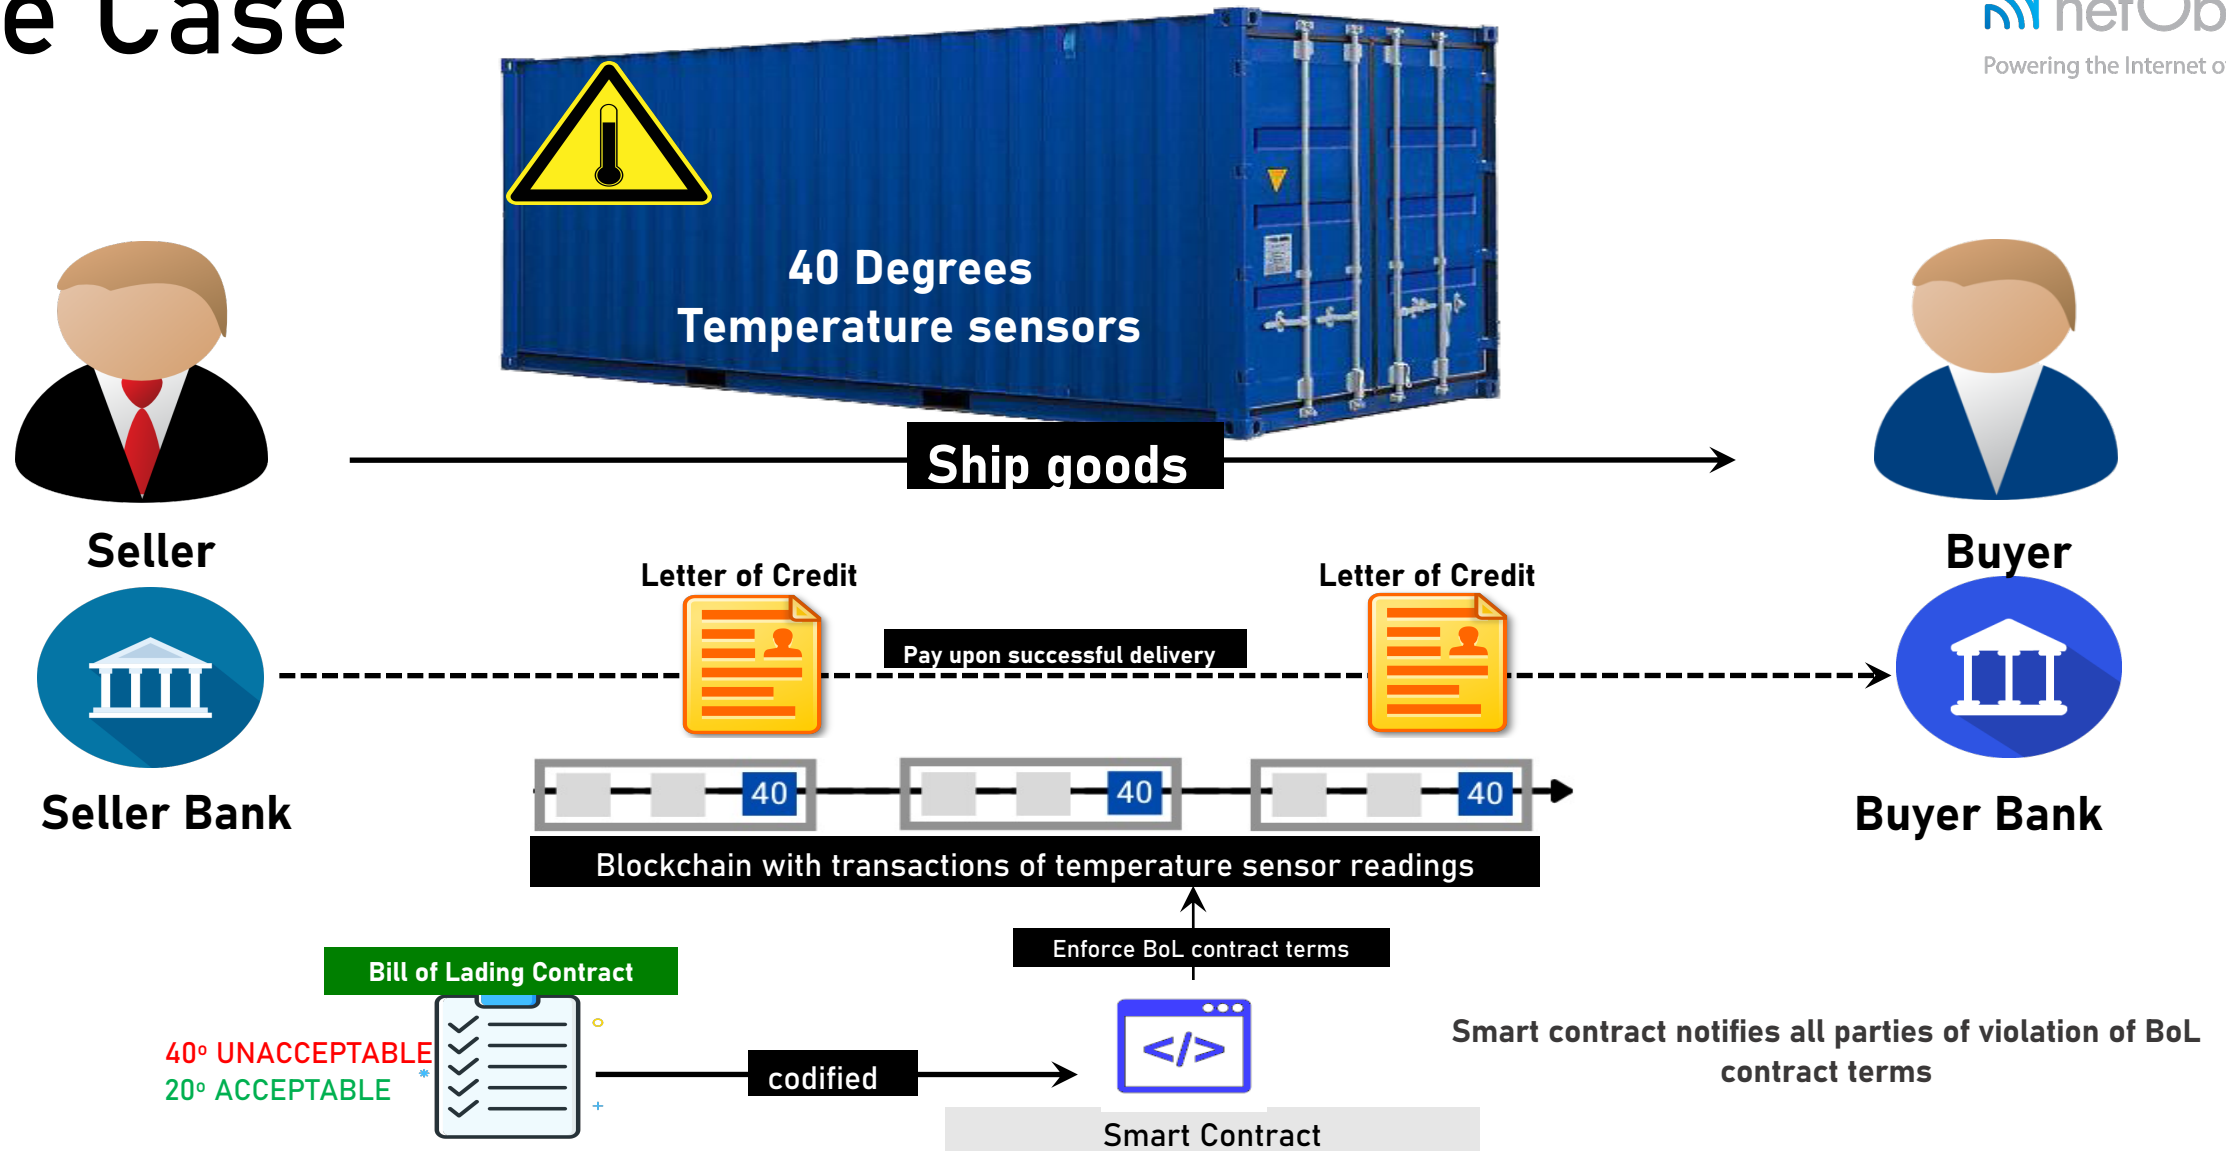 e Case
netOb
Powering the Internet o
40 Degrees
Temperature sensors
Ship goods
Seller
Buyer
Letter of Credit
Letter of Credit
Pay upon successful delivery
Seller Bank
Buyer Bank
40
40
40
Blockchain with transactions of temperature sensor readings
Enforce BoL contract terms
Bill of Lading Contract
40º UNACCEPTABLE
20º ACCEPTABLE
codified
</>
Smart contract notifies all parties of violation of BoL
contract terms
Smart Contract